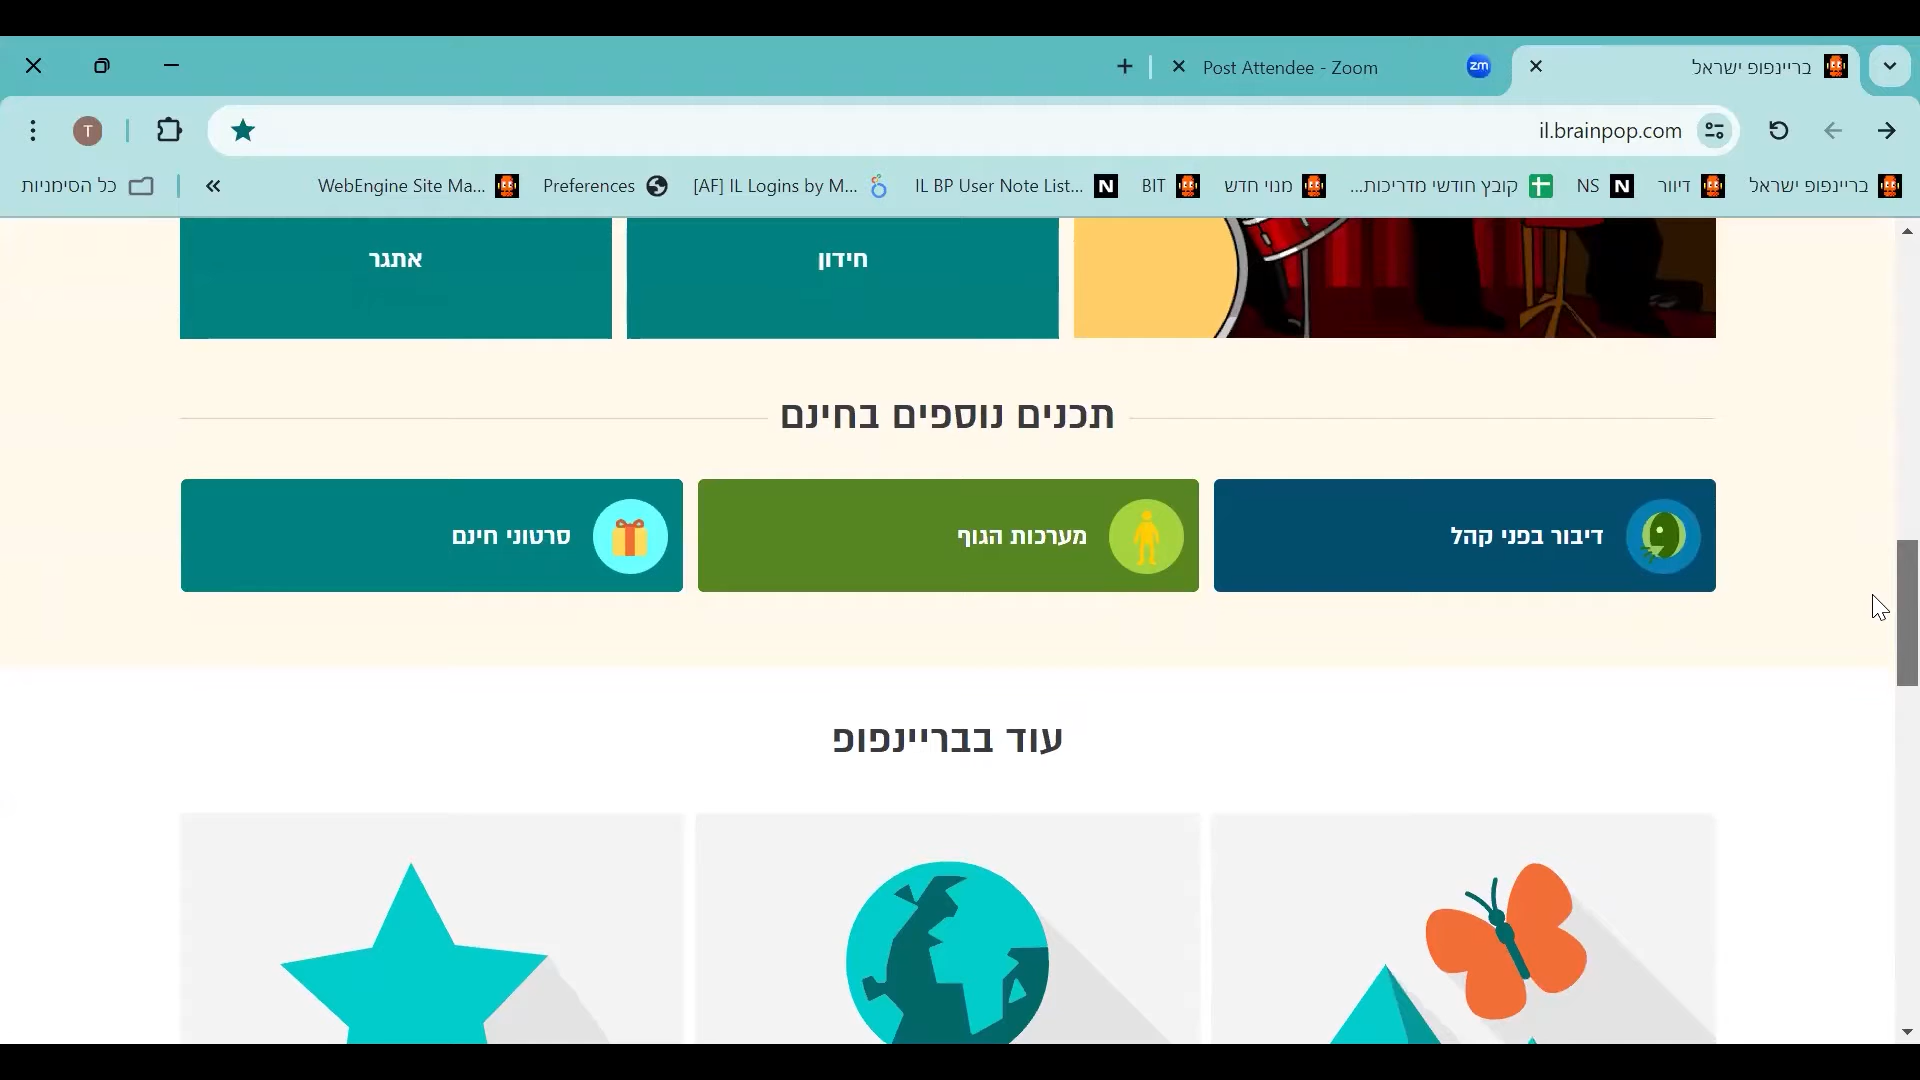 בריינפופ ישראל
Post Attendee - Zoom
zm
il.brainpop.com
T
בריינפופ ישראל
דיוור
NS
קובץ חודשי מדריכות...
מנוי חדש
BIT
IL BP User Note List...
[AF] IL Logins by M...
Preferences
WebEngine Site Ma...
כל הסימניות
חידון
אתגר
תכנים נוספים בחינם
דיבור בפני קהל
מערכות הגוף
סרטוני חינם
עוד בבריינפופ